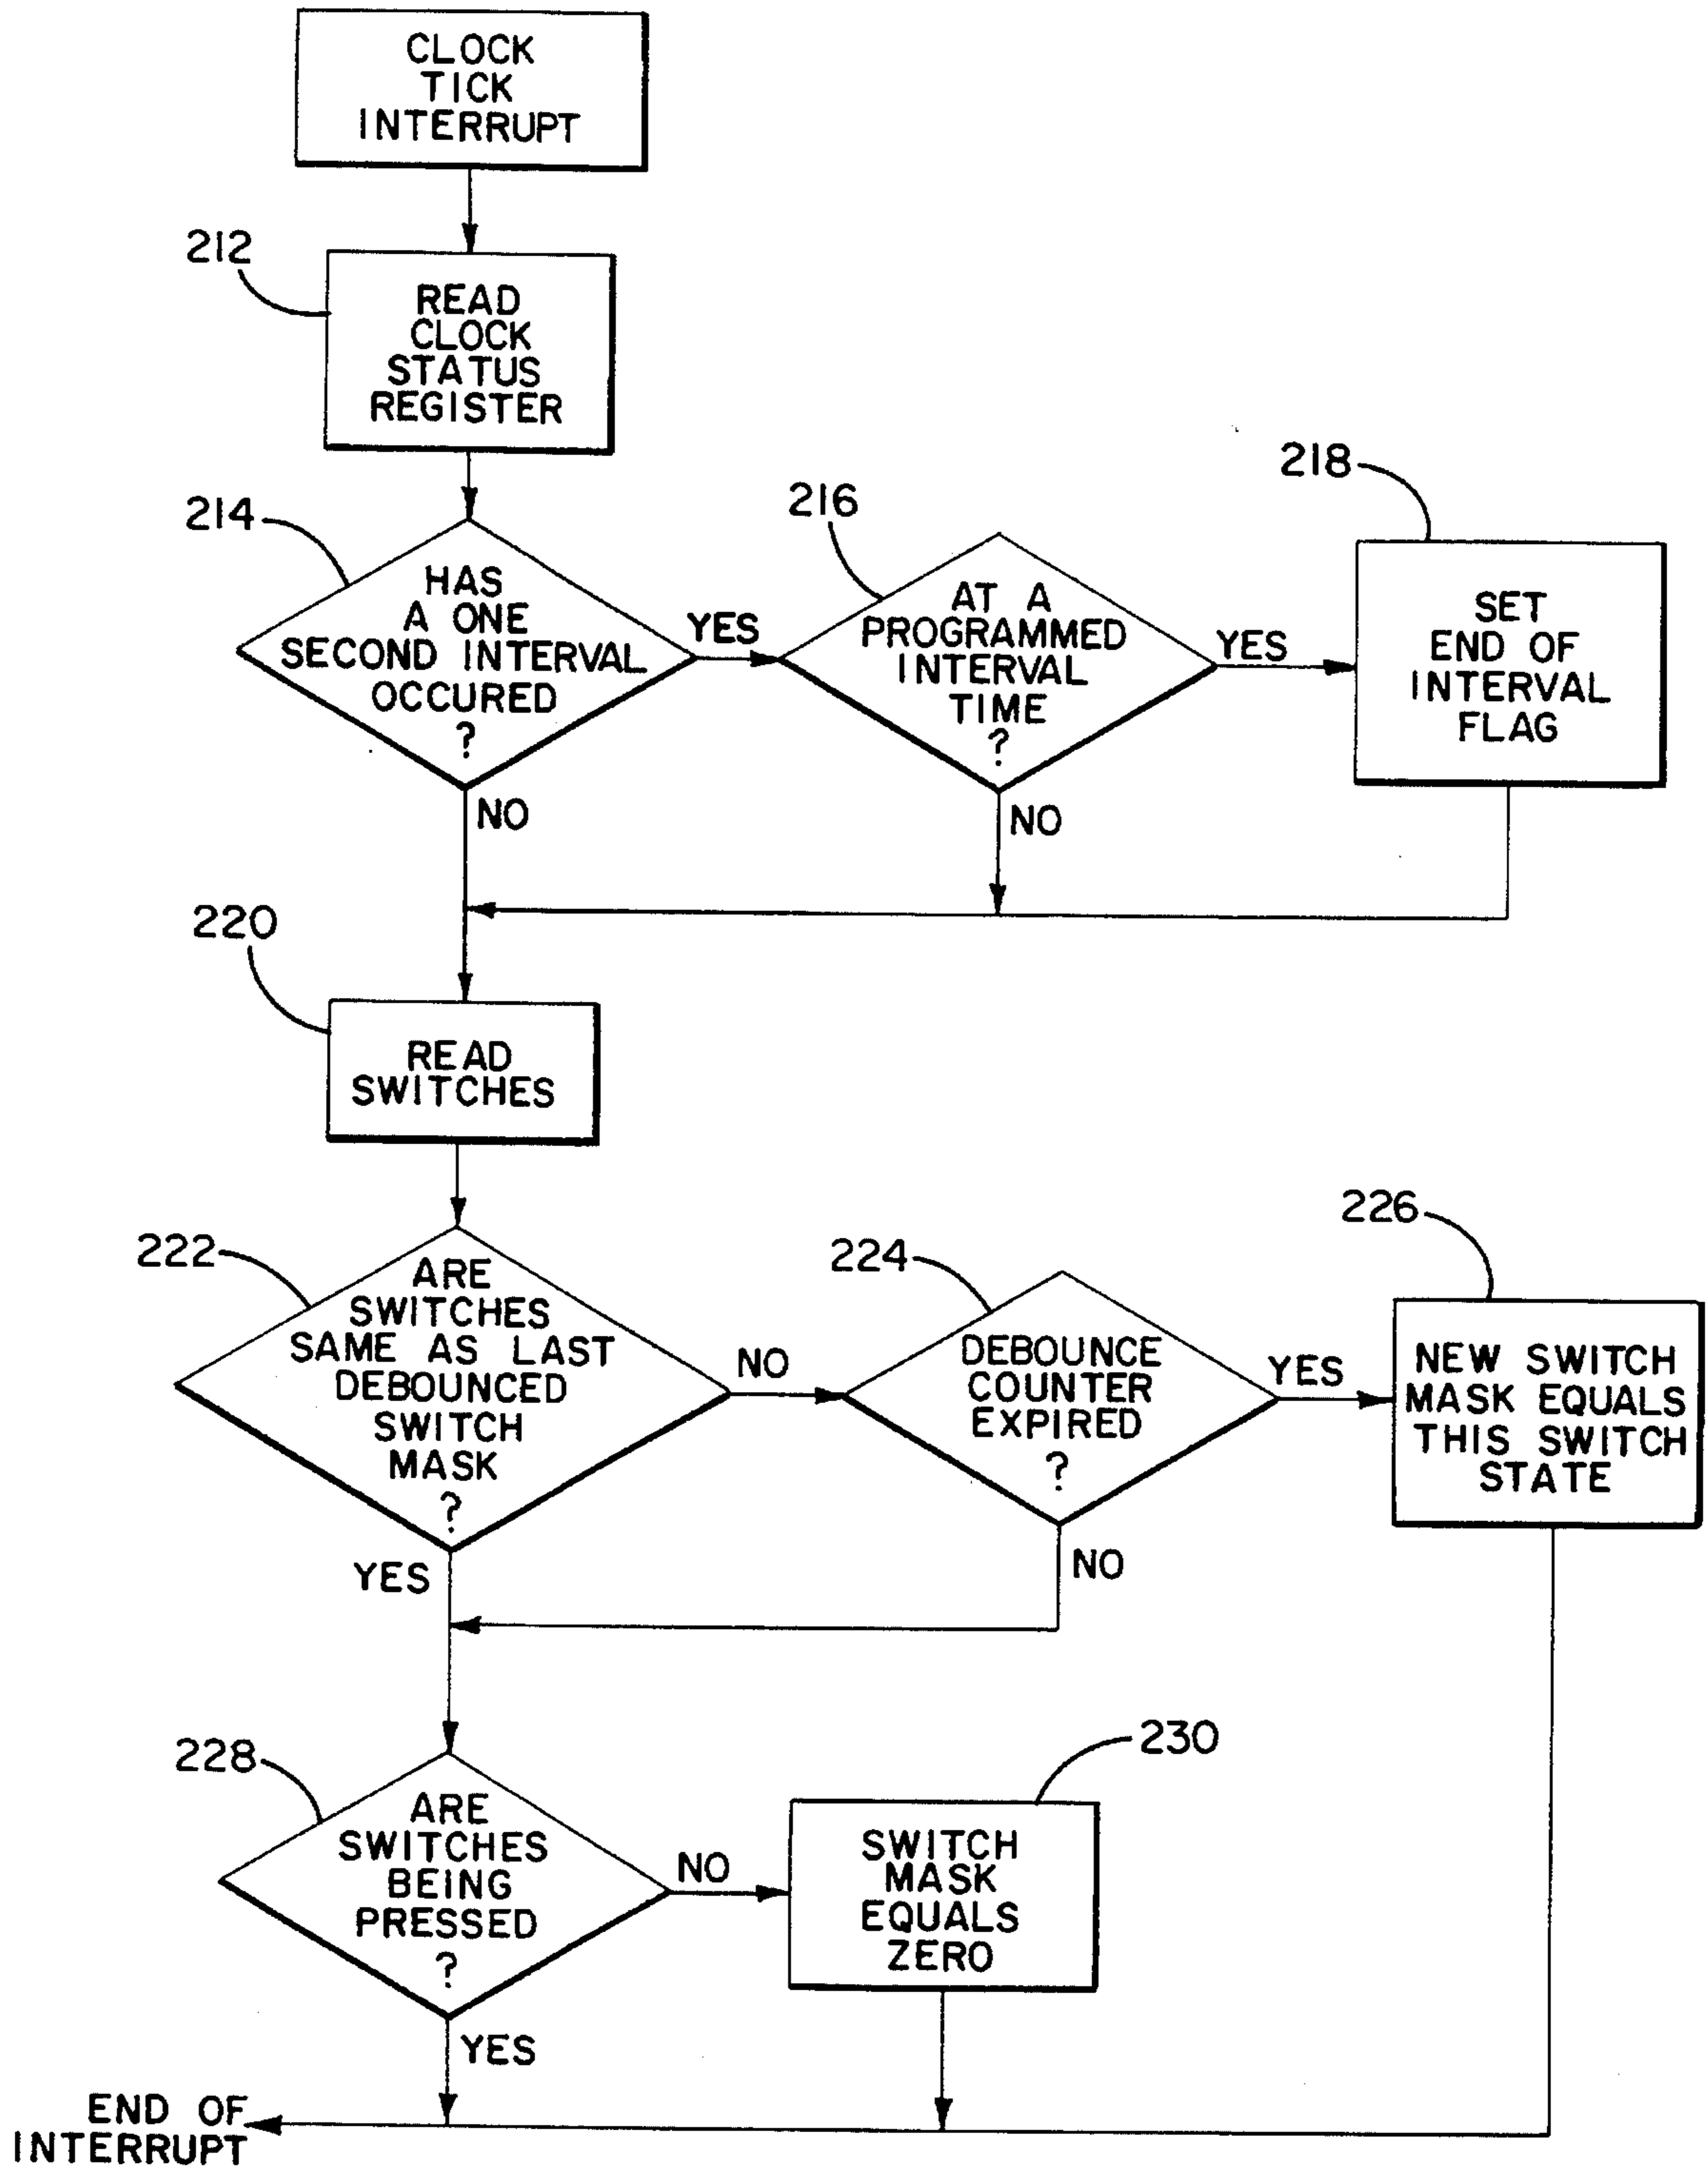 CLOCK
TICK
INTERRUPT
212
READ
CLOCK
STATUS
REGISTER
214
HAS
A ONE
SECOND INTERVAL
OCCURED
?
YES
NO
216
AT A
PROGRAMMED
INTERVAL
TIME
?
YES
NO
218
SET
END OF
INTERVAL
FLAG
220
READ
SWITCHES
222
ARE
SWITCHES
SAME AS LAST
DEBOUNCED
SWITCH
MASK
?
NO
YES
224
DEBOUNCE
COUNTER
EXPIRED
?
YES
NO
226
NEW SWITCH
MASK EQUALS
THIS SWITCH
STATE
228
ARE
SWITCHES
BEING
PRESSED
?
NO
YES
230
SWITCH
MASK
EQUALS
ZERO
END OF
INTERRUPT